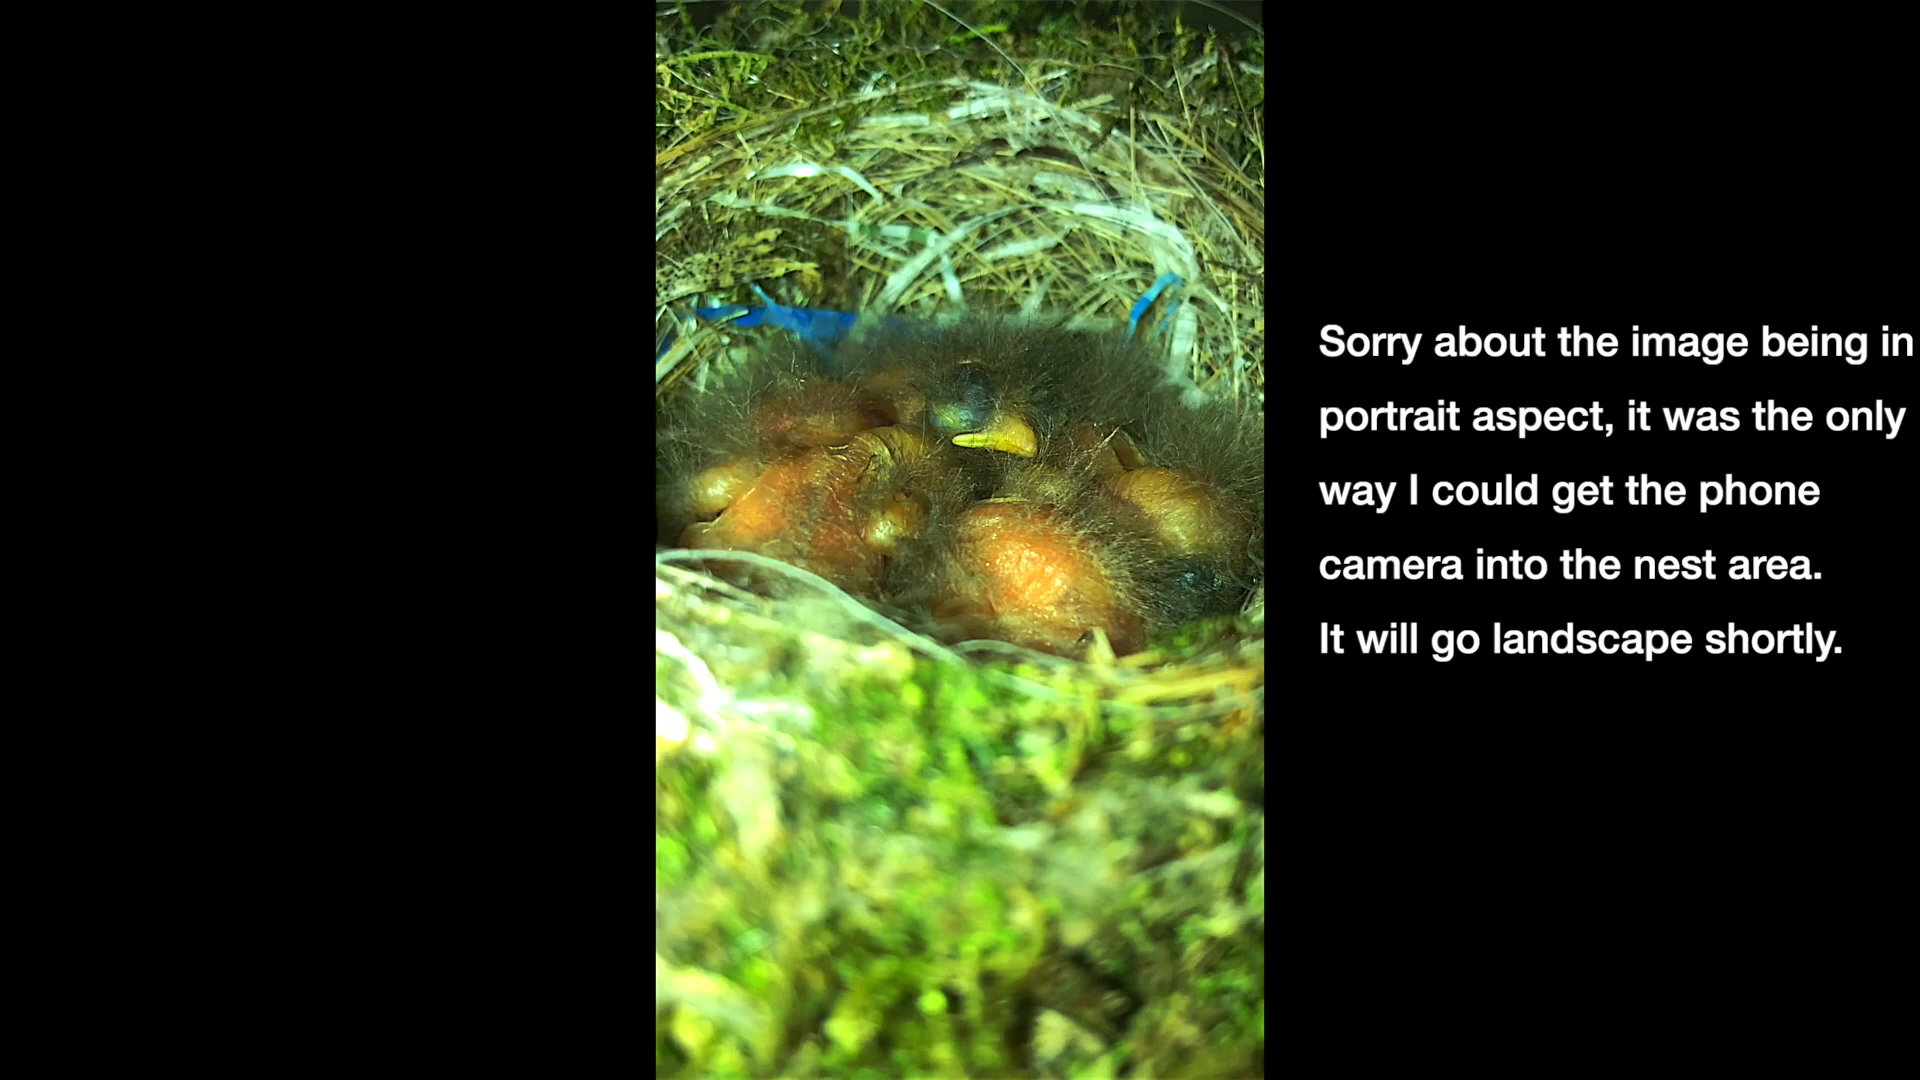 Sorry about the image being in
portrait aspect, it was the only
way I could get the phone
camera into the nest area.
It will go landscape shortly.